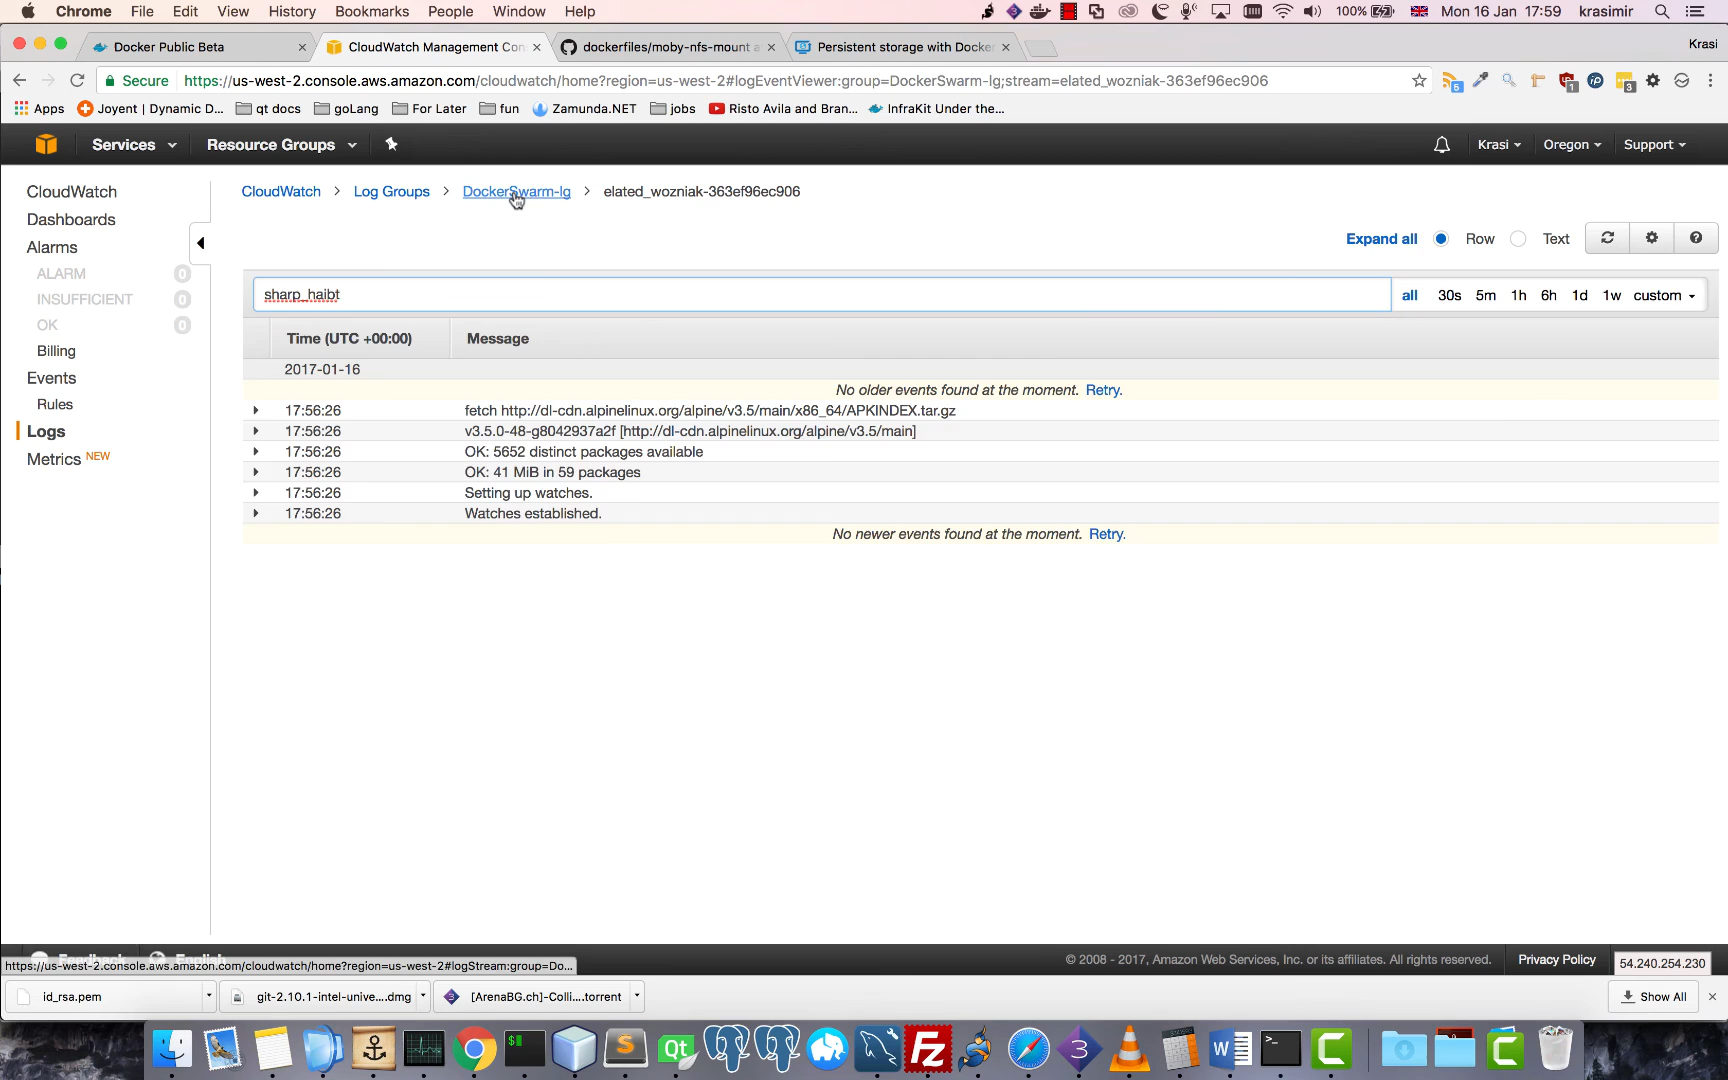 Chrome File Edit View History Bookmarks People Window Help 100% Mon 16 Jan 17:59 krasimir
Docker Public Beta CloudWatch Management Con dockerfiles/moby-nfs-mount a Persistent storage with Docke Krasi
Secure https://us-west-2.console.aws.amazon.com/cloudwatch/home?region=us-west-2#logEventViewer:group=DockerSwarm-lg;stream=elated_wozniak-363ef96ec906
Apps Joyent | Dynamic D... qt docs goLang For Later fun Zamunda.NET jobs Risto Avila and Bran... InfraKit Under the...
Services Resource Groups Krasi Oregon Support
CloudWatch
Dashboards
Alarms
ALARM 0
INSUFFICIENT 0
OK 0
Billing
Events
Rules
Logs
Metrics NEW
CloudWatch > Log Groups > DockerSwarm-lg > elated_wozniak-363ef96ec906
Expand all Row Text
sharp_haibt all 30s 5m 1h 6h 1d 1w custom
Time (UTC +00:00) Message
2017-01-16
No older events found at the moment. Retry.
17:56:26 fetch http://dl-cdn.alpinelinux.org/alpine/v3.5/main/x86_64/APKINDEX.tar.gz
17:56:26 v3.5.0-48-g8042937a2f [http://dl-cdn.alpinelinux.org/alpine/v3.5/main]
17:56:26 OK: 5652 distinct packages available
17:56:26 OK: 41 MiB in 59 packages
17:56:26 Setting up watches.
17:56:26 Watches established.
No newer events found at the moment. Retry.
© 2008 - 2017, Amazon Web Services, Inc. or its affiliates. All rights reserved. Privacy Policy 54.240.254.230
https://us-west-2.console.aws.amazon.com/cloudwatch/home?region=us-west-2#logStream:group=Do...
id_rsa.pem git-2.10.1-intel-unive....dmg [ArenaBG.ch]-Colli....torrent Show All